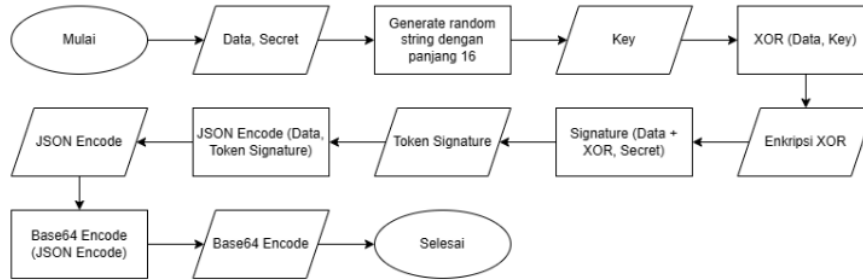 Mulai
Data, Secret
Generate random
string dengan
panjang 16
Key
XOR (Data, Key)
Enkripsi XOR
Signature (Data +
XOR, Secret)
Token Signature
JSON Encode (Data,
Token Signature)
JSON Encode
Base64 Encode
(JSON Encode)
Base64 Encode
Selesai